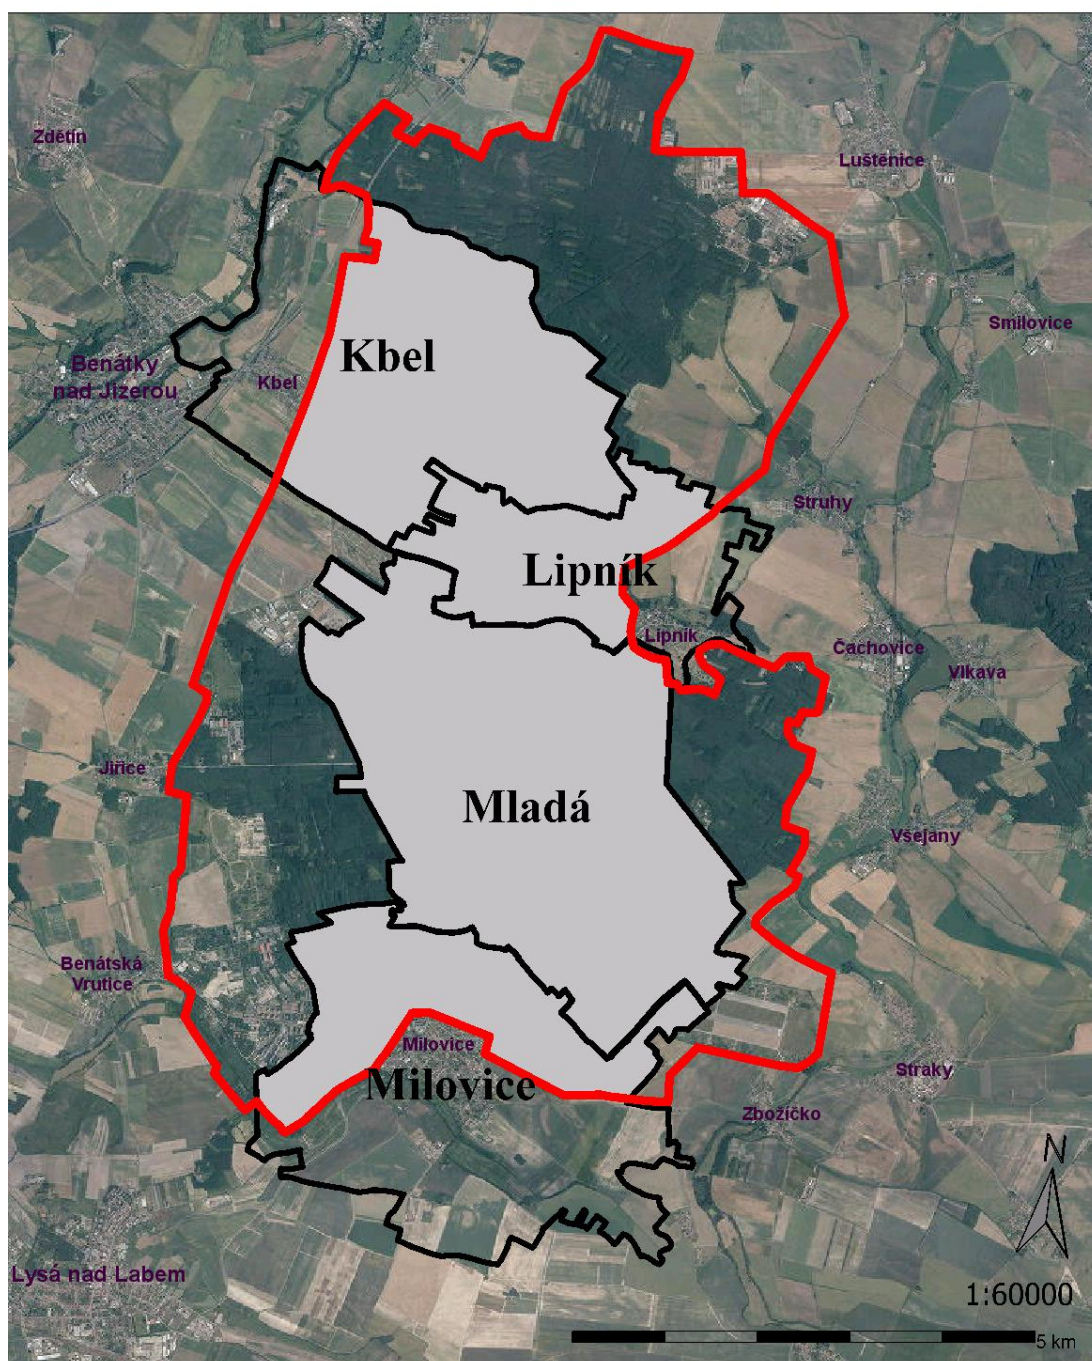 Zdětín
Luštěnice
Smilovice
Benátky
nad Jizerou
Kbel
Kbel
Struhy
Lipník
Lipník
Čachovice
Vlkava
Jiřice
Mladá
Všejany
Benátská
Vrutice
Milovice
Milovice
Straky
Zbožíčko
N
Lysá nad Labem
1:60000
5 km